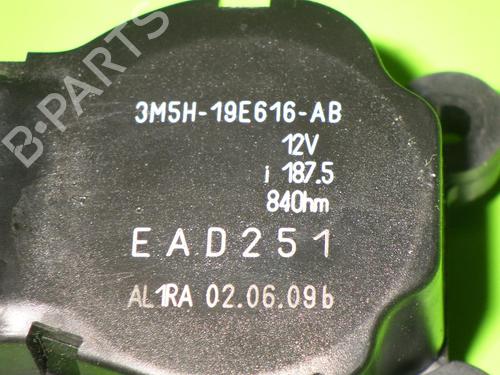 B-PARTS
3M5H-19E616-AB
12V
i 187.5
84Ohm
EAD251
AL1RA 02.06.09b